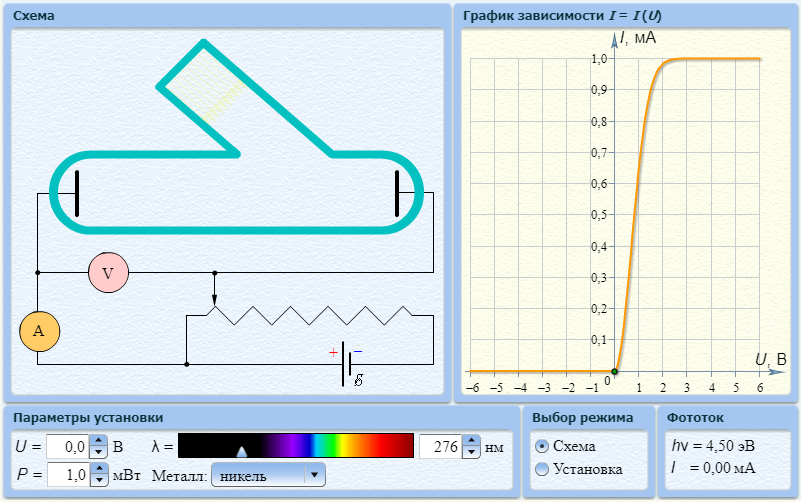 Схема
V
A
+
−
ℰ
График зависимости I = I (U)
I, мА
1,0
0,9
0,8
0,7
0,6
0,5
0,4
0,3
0,2
0,1
U, В
0
−6 −5 −4 −3 −2 −1 1 2 3 4 5 6
Параметры установки
U = 0,0 В λ = 276 нм
P = 1,0 мВт Металл: никель
Выбор режима
Схема
Установка
Фототок
hν = 4,50 эВ
I = 0,00 мА